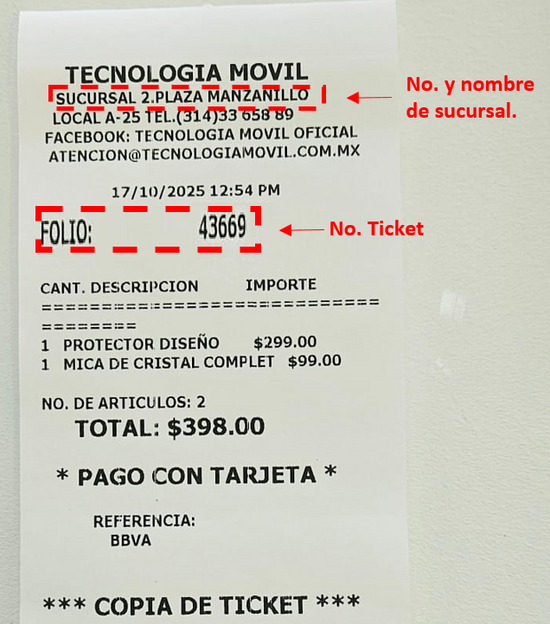 TECNOLOGIA MOVIL
SUCURSAL 2.PLAZA MANZANILLO
No. y nombre
de sucursal.
LOCAL A-25 TEL.(314)33 658 89
FACEBOOK: TECNOLOGIA MOVIL OFICIAL
ATENCION@TECNOLOGIAMOVIL.COM.MX
17/10/2025 12:54 PM
FOLIO: 43669
No. Ticket
CANT. DESCRIPCION IMPORTE
==============================
========
1 PROTECTOR DISEÑO $299.00
1 MICA DE CRISTAL COMPLET $99.00
NO. DE ARTICULOS: 2
TOTAL: $398.00
* PAGO CON TARJETA *
REFERENCIA:
BBVA
*** COPIA DE TICKET ***